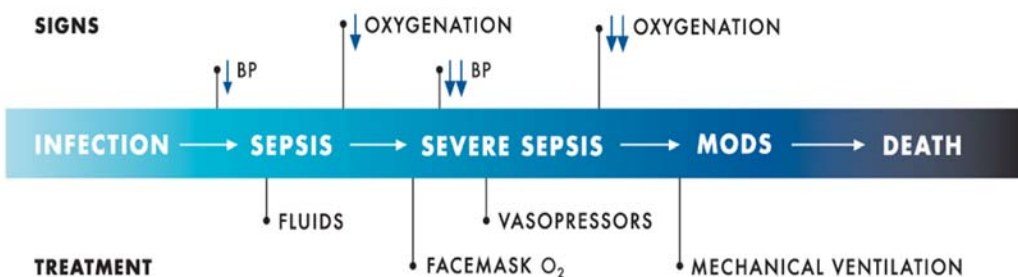 SIGNS
↓ OXYGENATION
↓↓ OXYGENATION
↓ BP
↓↓ BP
INFECTION → SEPSIS → SEVERE SEPSIS → MODS → DEATH
FLUIDS
VASOPRESSORS
TREATMENT
FACEMASK O₂
MECHANICAL VENTILATION